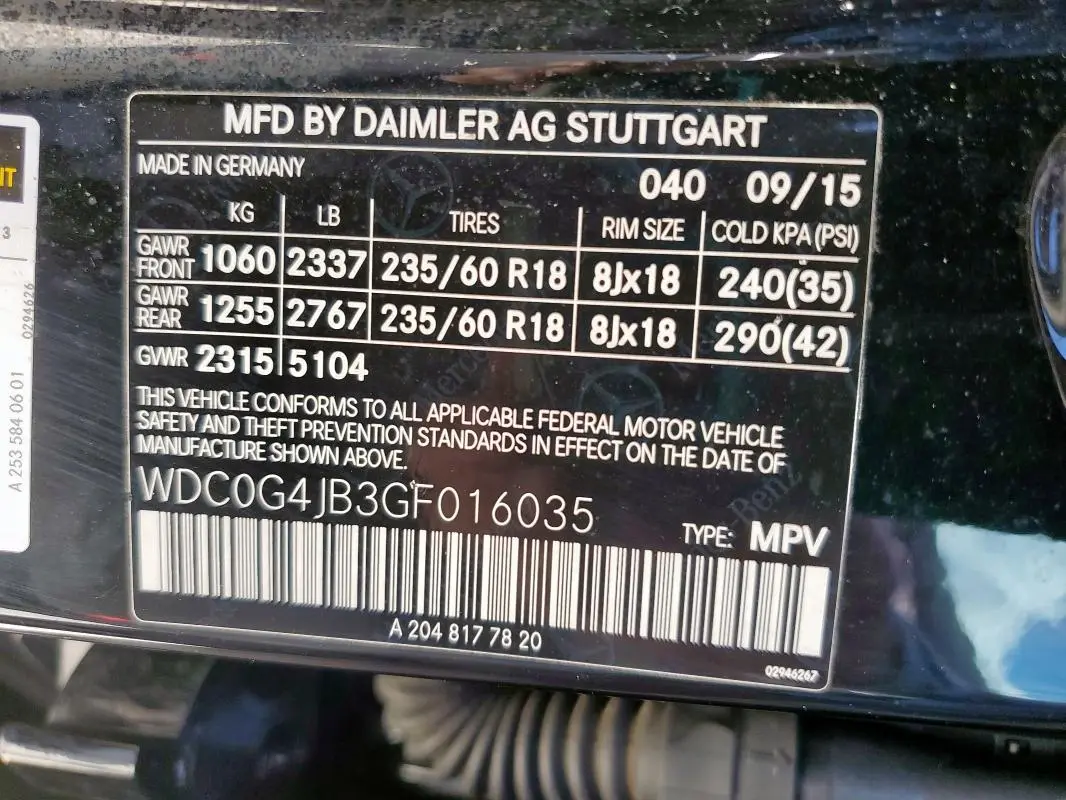 MFD BY DAIMLER AG STUTTGART
MADE IN GERMANY
040 09/15
KG LB TIRES RIM SIZE COLD KPA (PSI)
GAWR FRONT 1060 2337 235/60 R18 8Jx18 240(35)
GAWR REAR 1255 2767 235/60 R18 8Jx18 290(42)
GVWR 2315 5104
THIS VEHICLE CONFORMS TO ALL APPLICABLE FEDERAL MOTOR VEHICLE
SAFETY AND THEFT PREVENTION STANDARDS IN EFFECT ON THE DATE OF
MANUFACTURE SHOWN ABOVE.
WDC0G4JB3GF016035
TYPE: MPV
A 204 817 78 20
02946267
A 253 584 06 01
0294626
3
IT